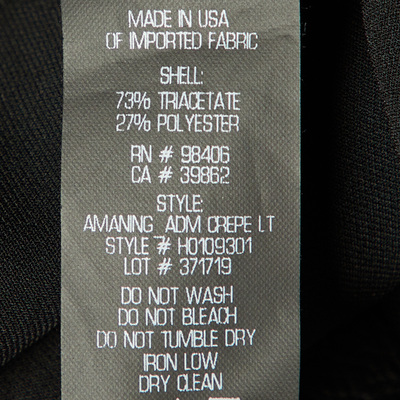 MADE IN USA
OF IMPORTED FABRIC
SHELL:
73% TRIACETATE
27% POLYESTER
RN # 98406
CA # 39862
STYLE:
AMANING ADM CREPE LT
STYLE # H0109301
LOT # 371719
DO NOT WASH
DO NOT BLEACH
DO NOT TUMBLE DRY
IRON LOW
DRY CLEAN